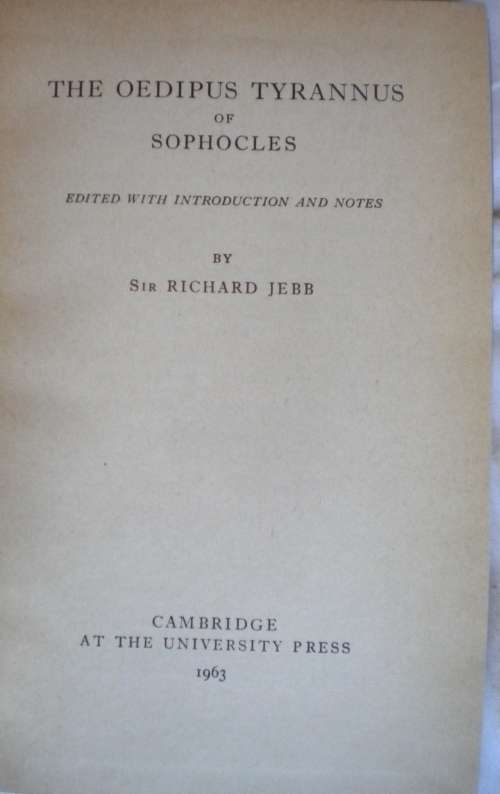 THE OEDIPUS TYRANNUS
OF
SOPHOCLES
EDITED WITH INTRODUCTION AND NOTES
BY
SIR RICHARD JEBB
CAMBRIDGE
AT THE UNIVERSITY PRESS
1963